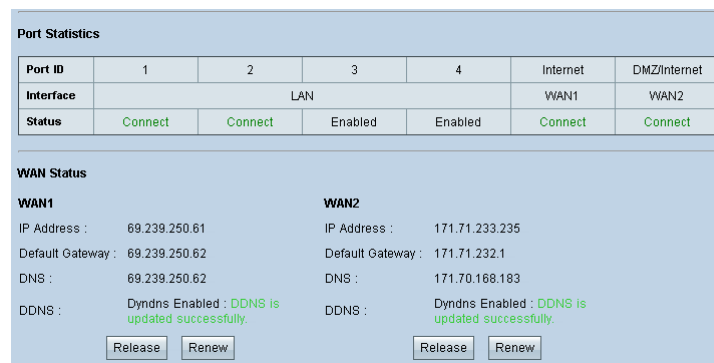 Port Statistics
Port ID 1 2 3 4 Internet DMZ/Internet
Interface LAN WAN1 WAN2
Status Connect Connect Enabled Enabled Connect Connect
WAN Status
WAN1 WAN2
IP Address : 69.239.250.61 IP Address : 171.71.233.235
Default Gateway : 69.239.250.62 Default Gateway : 171.71.232.1
DNS : 69.239.250.62 DNS : 171.70.168.183
DDNS : Dyndns Enabled : DDNS is updated successfully. DDNS : Dyndns Enabled : DDNS is updated successfully.
Release Renew Release Renew